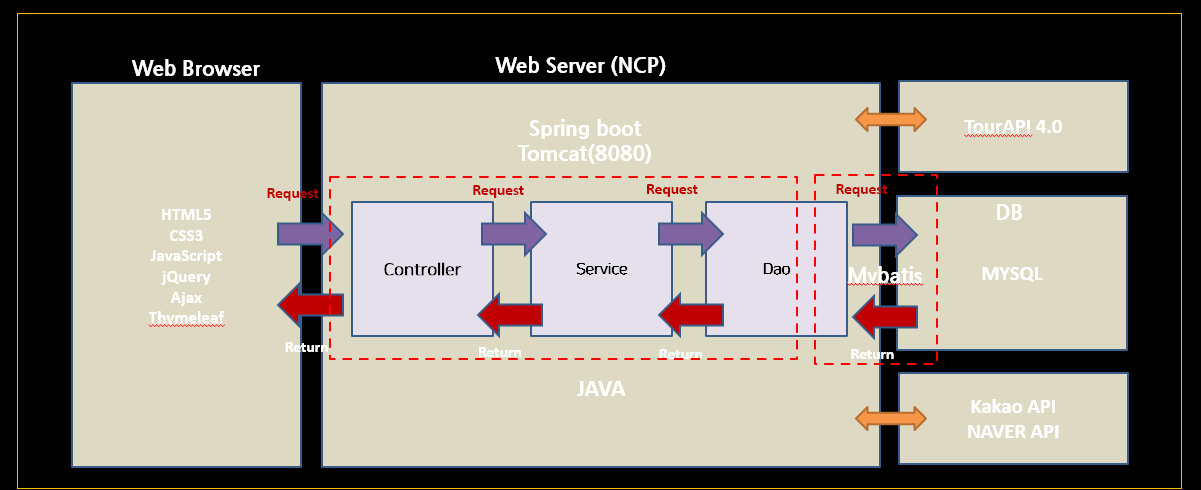 Web Browser
Web Server (NCP)
HTML5
CSS3
JavaScript
jQuery
Ajax
Thymeleaf
Spring boot
Tomcat(8080)
Request
Request
Request
Request
Controller
Service
Dao
Mybatis
Return
Return
Return
Return
JAVA
TourAPI 4.0
DB
MYSQL
Kakao API
NAVER API